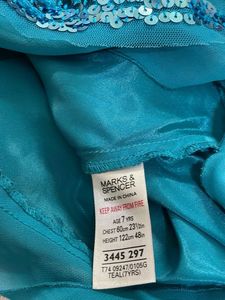 MARKS &
SPENCER
MADE IN CHINA
KEEP AWAY FROM FIRE
AGE 7 YRS
CHEST 60cm 23½in
HEIGHT 122cm 48in
3445 297
T74 09247/0105G
TEAL(7YRS)